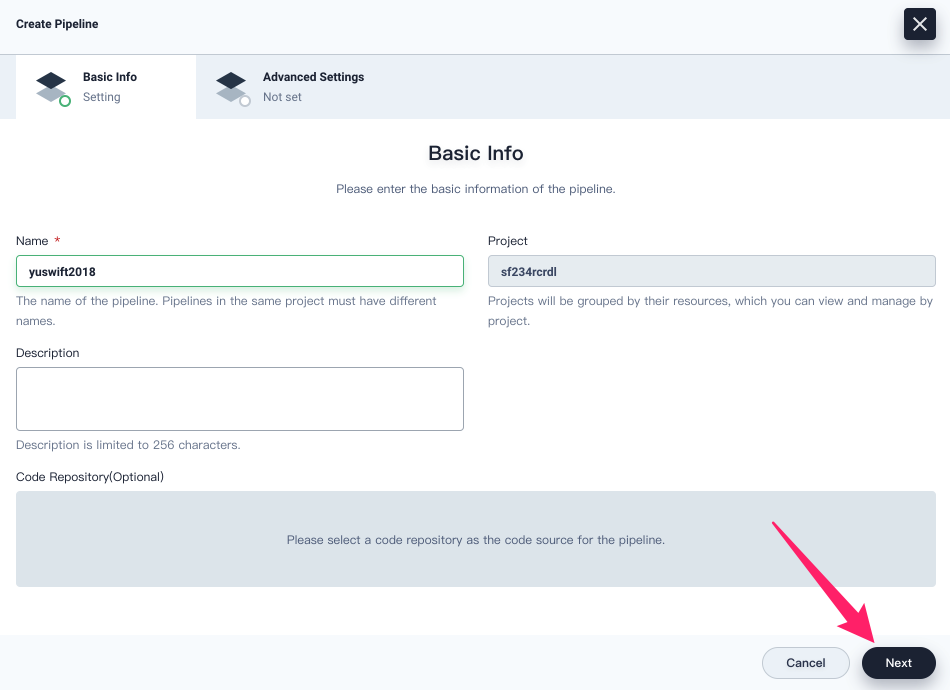 Create Pipeline
Basic Info
Setting
Advanced Settings
Not set
Basic Info
Please enter the basic information of the pipeline.
Name *
yuswift2018
The name of the pipeline. Pipelines in the same project must have different
names.
Project
sf234rcrdl
Projects will be grouped by their resources, which you can view and manage by
project.
Description
Description is limited to 256 characters.
Code Repository(Optional)
Please select a code repository as the code source for the pipeline.
Cancel
Next